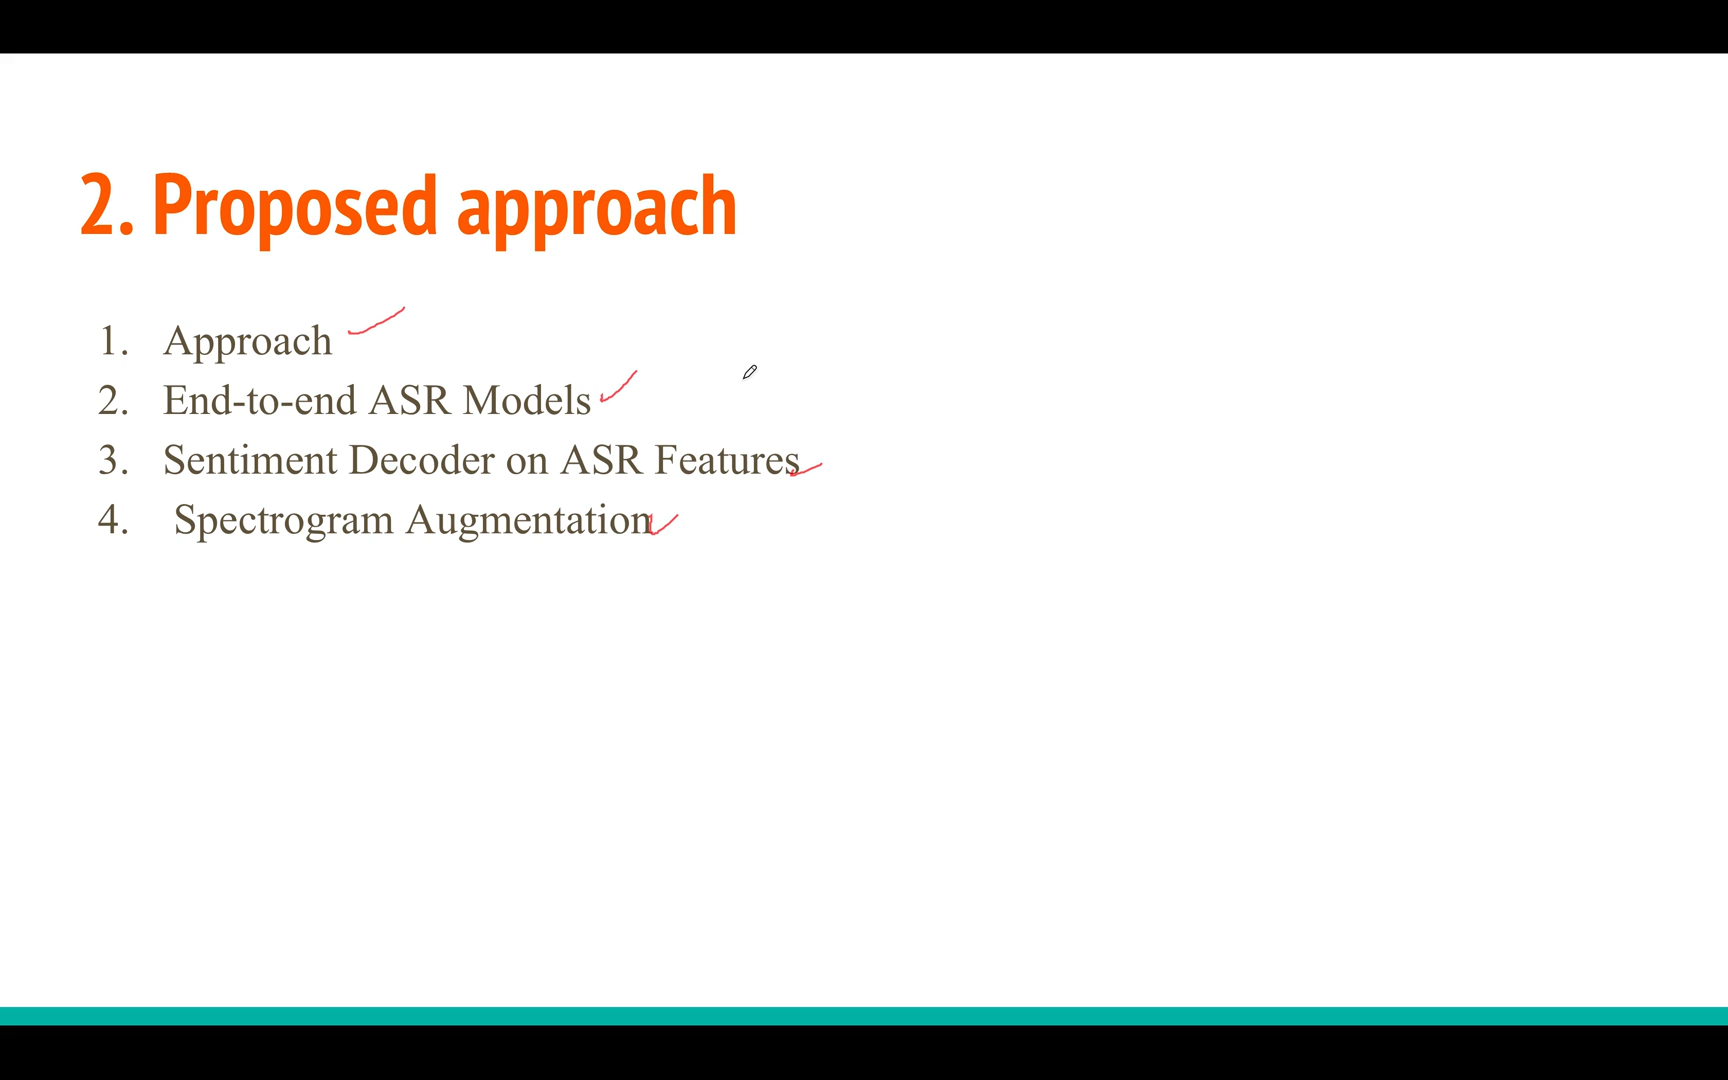 2. Proposed approach
1. Approach
2. End-to-end ASR Models
3. Sentiment Decoder on ASR Features
4. Spectrogram Augmentation